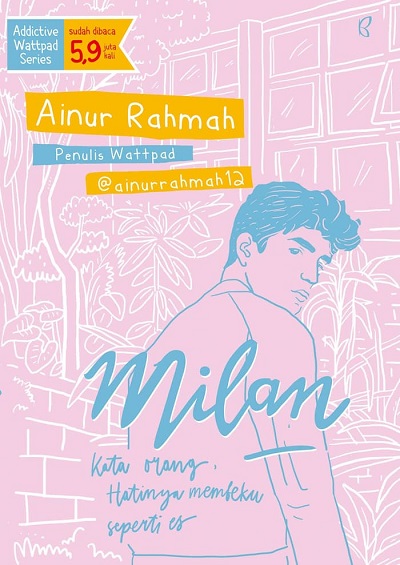 Addictive
Wattpad
Series
sudah dibaca
5,9 juta
kali
Ainur Rahmah
Penulis Wattpad
@ainurrahmah12
Milan
Kata orang,
Hatinya membeku
seperti es